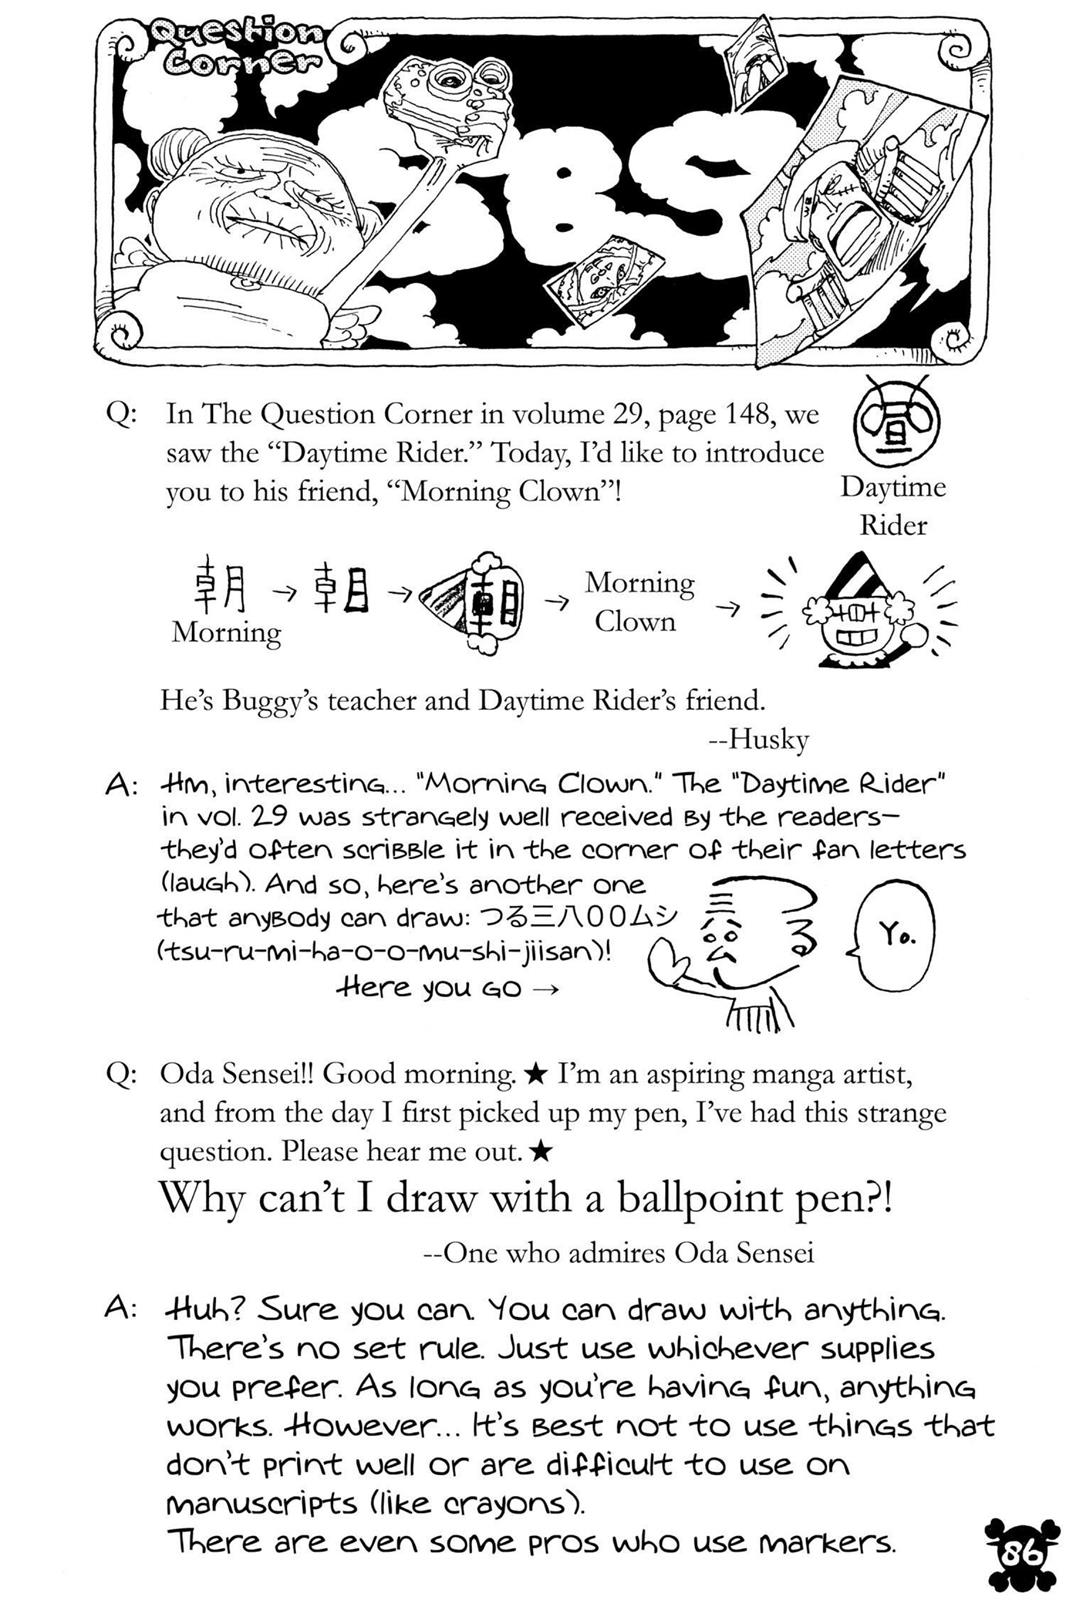 Question
Corner
SBS
Q: In The Question Corner in volume 29, page 148, we
saw the “Daytime Rider.” Today, I’d like to introduce
you to his friend, “Morning Clown”!
昼
Daytime
Rider
朝 → 朝 → 朝 → Morning
Clown →
Morning
He’s Buggy’s teacher and Daytime Rider’s friend.
--Husky
A: Hm, interesting... "Morning Clown." The "Daytime Rider"
in vol. 29 was strangely well received by the readers—
they'd often scribble it in the corner of their fan letters
(laugh). And so, here's another one
that anybody can draw: つる三八〇〇ムシ
(tsu-ru-mi-ha-o-o-mu-shi-jiisan)!
Here you go →
Yo.
Q: Oda Sensei!! Good morning. ★ I’m an aspiring manga artist,
and from the day I first picked up my pen, I’ve had this strange
question. Please hear me out. ★
Why can’t I draw with a ballpoint pen?!
--One who admires Oda Sensei
A: Huh? Sure you can. You can draw with anything.
There's no set rule. Just use whichever supplies
you prefer. As long as you're having fun, anything
works. However... It's best not to use things that
don't print well or are difficult to use on
manuscripts (like crayons).
There are even some pros who use markers.
86